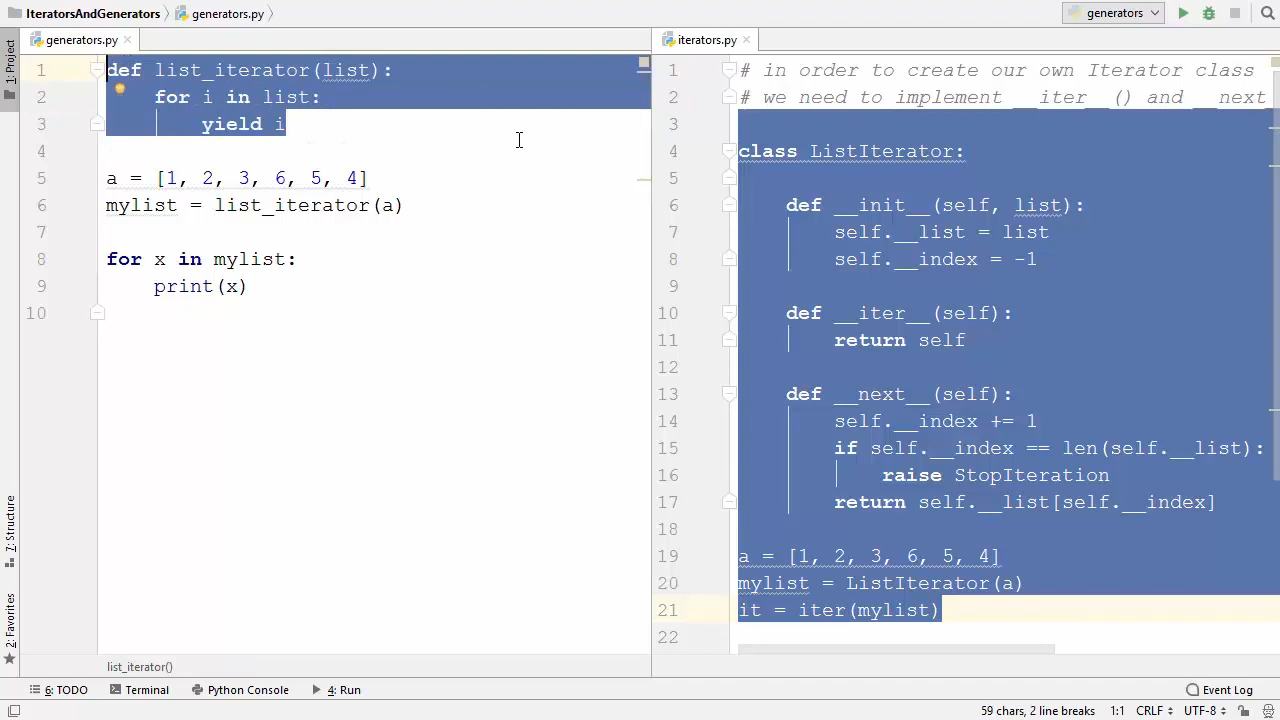 IteratorsAndGenerators
generators.py
generators
generators.py
iterators.py
1: Project
7: Structure
2: Favorites
1 def list_iterator(list):
2 for i in list:
3 yield i
4
5 a = [1, 2, 3, 6, 5, 4]
6 mylist = list_iterator(a)
7
8 for x in mylist:
9 print(x)
10
list_iterator()
1 # in orde to create our own Iterator class
2 # we need to implement __iter__() and __next
3
4 class ListIterator:
5
6 def __init__(self, list):
7 self.__list = list
8 self.__index = -1
9
10 def __iter__(self):
11 return self
12
13 def __next__(self):
14 self.__index += 1
15 if self.__index == len(self.__list):
16 raise StopIteration
17 return self.__list[self.__index]
18
19 a = [1, 2, 3, 6, 5, 4]
20 mylist = ListIterator(a)
21 it = iter(mylist)
22
6: TODO
Terminal
Python Console
4: Run
Event Log
59 chars, 2 line breaks
1:1
CRLF
UTF-8